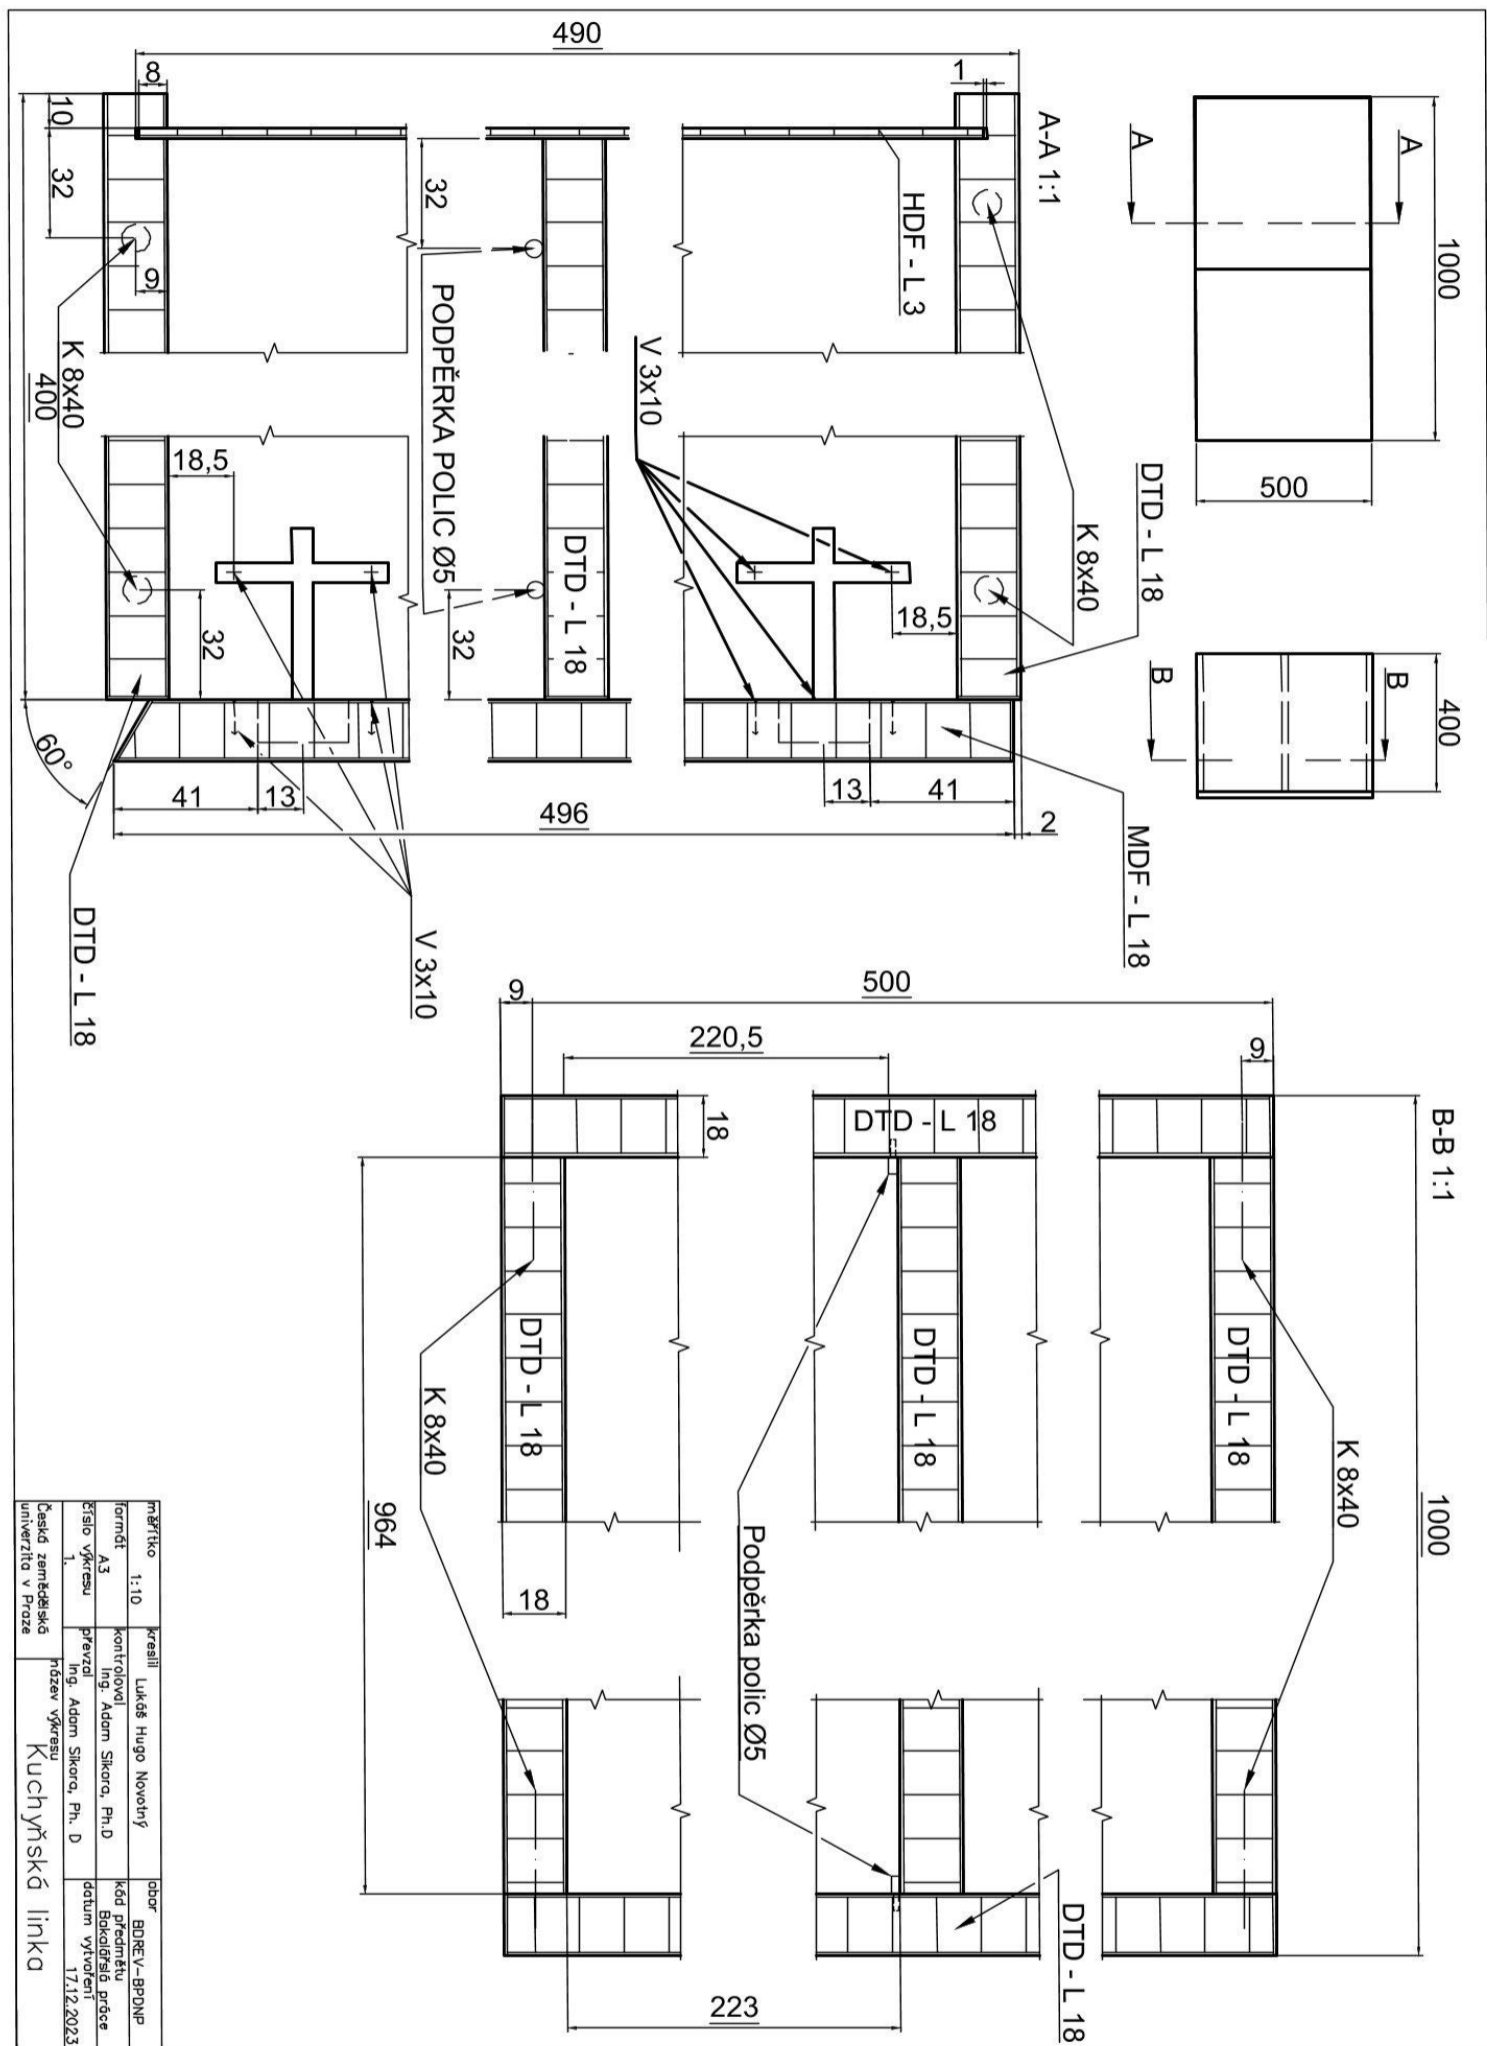 1000
A
A
500
400
B
B
A-A 1:1
490
1
8
10
32
9
32
HDF - L 3
K 8x40
DTD - L 18
K 8x40
400
PODPĚRKA POLIC Ø5
V 3x10
18,5
32
DTD - L 18
32
18,5
60°
41
13
496
13
41
2
MDF - L 18
V 3x10
DTD - L 18
B-B 1:1
500
9
220,5
9
18
DTD - L 18
1000
DTD - L 18
DTD - L 18
DTD - L 18
K 8x40
K 8x40
964
18
Podpěrka polic Ø5
223
DTD - L 18
měřítko
1:10
kreslil
Lukáš Hugo Novotný
obor
BDREV-BPDNP
formát
A3
kontroloval
Ing. Adam Sikora, Ph.D
kód předmětu
Bakalářslá práce
číslo výkresu
1.
převzal
Ing. Adam Sikora, Ph. D
datum vytvoření
17.12.2023
Česká zemědělská
univerzita v Praze
název výkresu
Kuchyňská linka